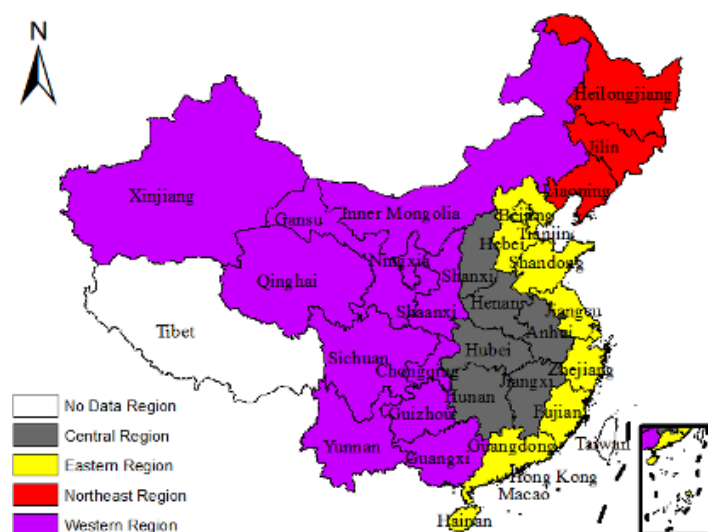 N
Heilongjiang
Jilin
Liaoning
Xinjiang
Gansu
Inner Mongolia
Beijing
Tianjin
Hebei
Ningxia
Shanxi
Shandong
Qinghai
Henan
Shaanxi
Jiangsu
Anhui
Tibet
Hubei
Sichuan
Chongqing
Zhejiang
Jiangxi
Hunan
Guizhou
Fujian
Yunnan
Guangxi
Guangdong
Taiwan
Hong Kong
Macao
Hainan
No Data Region
Central Region
Eastern Region
Northeast Region
Western Region